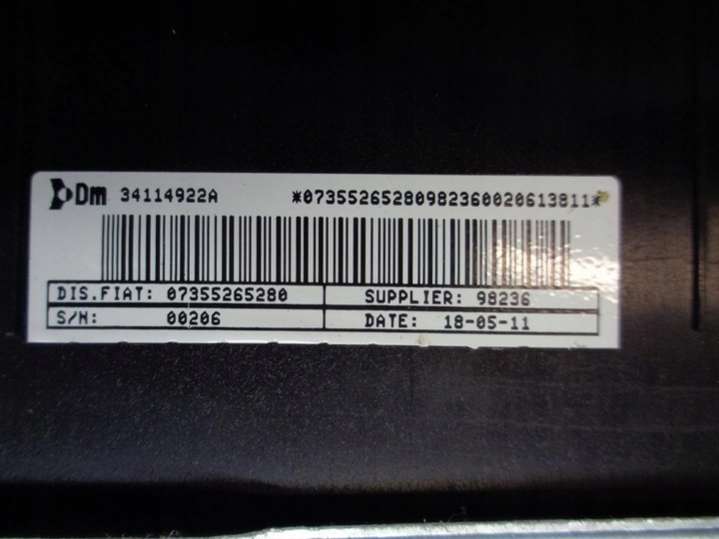 Dm 34114922A *07355265280982360020613811*
DIS.FIAT: 07355265280 SUPPLIER: 98236
S/N: 00206 DATE: 18-05-11